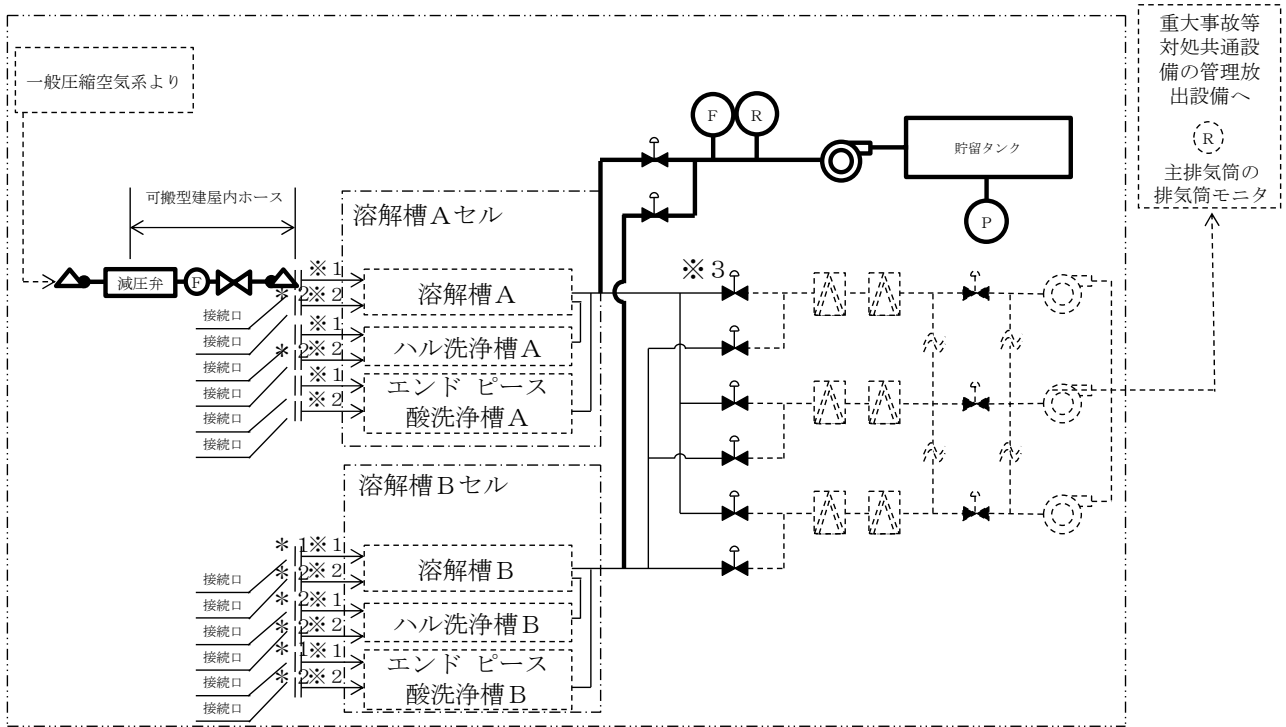 一般圧縮空気系より
重大事故等
対処共通設
備の管理放
出設備へ
R
主排気筒の
排気筒モニタ
F
R
貯留タンク
P
可搬型建屋内ホース
減圧弁
F
溶解槽Aセル
※1
*2※2
※1
*2※2
※1
※2
接続口
接続口
接続口
接続口
接続口
接続口
溶解槽A
ハル洗浄槽A
エンド ピース
酸洗浄槽A
※3
溶解槽Bセル
*1※1
*2※2
*2※1
*2※2
*1※1
*2※2
接続口
接続口
接続口
接続口
接続口
接続口
溶解槽B
ハル洗浄槽B
エンド ピース
酸洗浄槽B